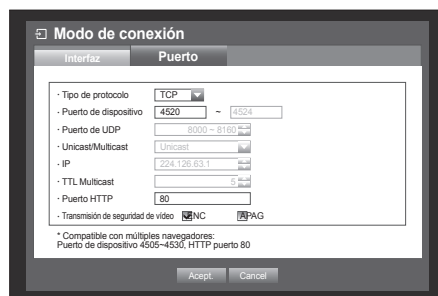 Modo de conexión
Interfaz Puerto
· Tipo de protocolo TCP
· Puerto de dispositivo 4520 ~ 4524
· Puerto de UDP 8000 ~ 8160
· Unicast/Multicast Unicast
· IP 224.126.63.1
· TTL Multicast 5
· Puerto HTTP 80
· Transmisión de seguridad de vídeo ENC APAG
* Compatible con múltiples navegadores:
Puerto de dispositivo 4505~4530, HTTP puerto 80
Acept. Cancel